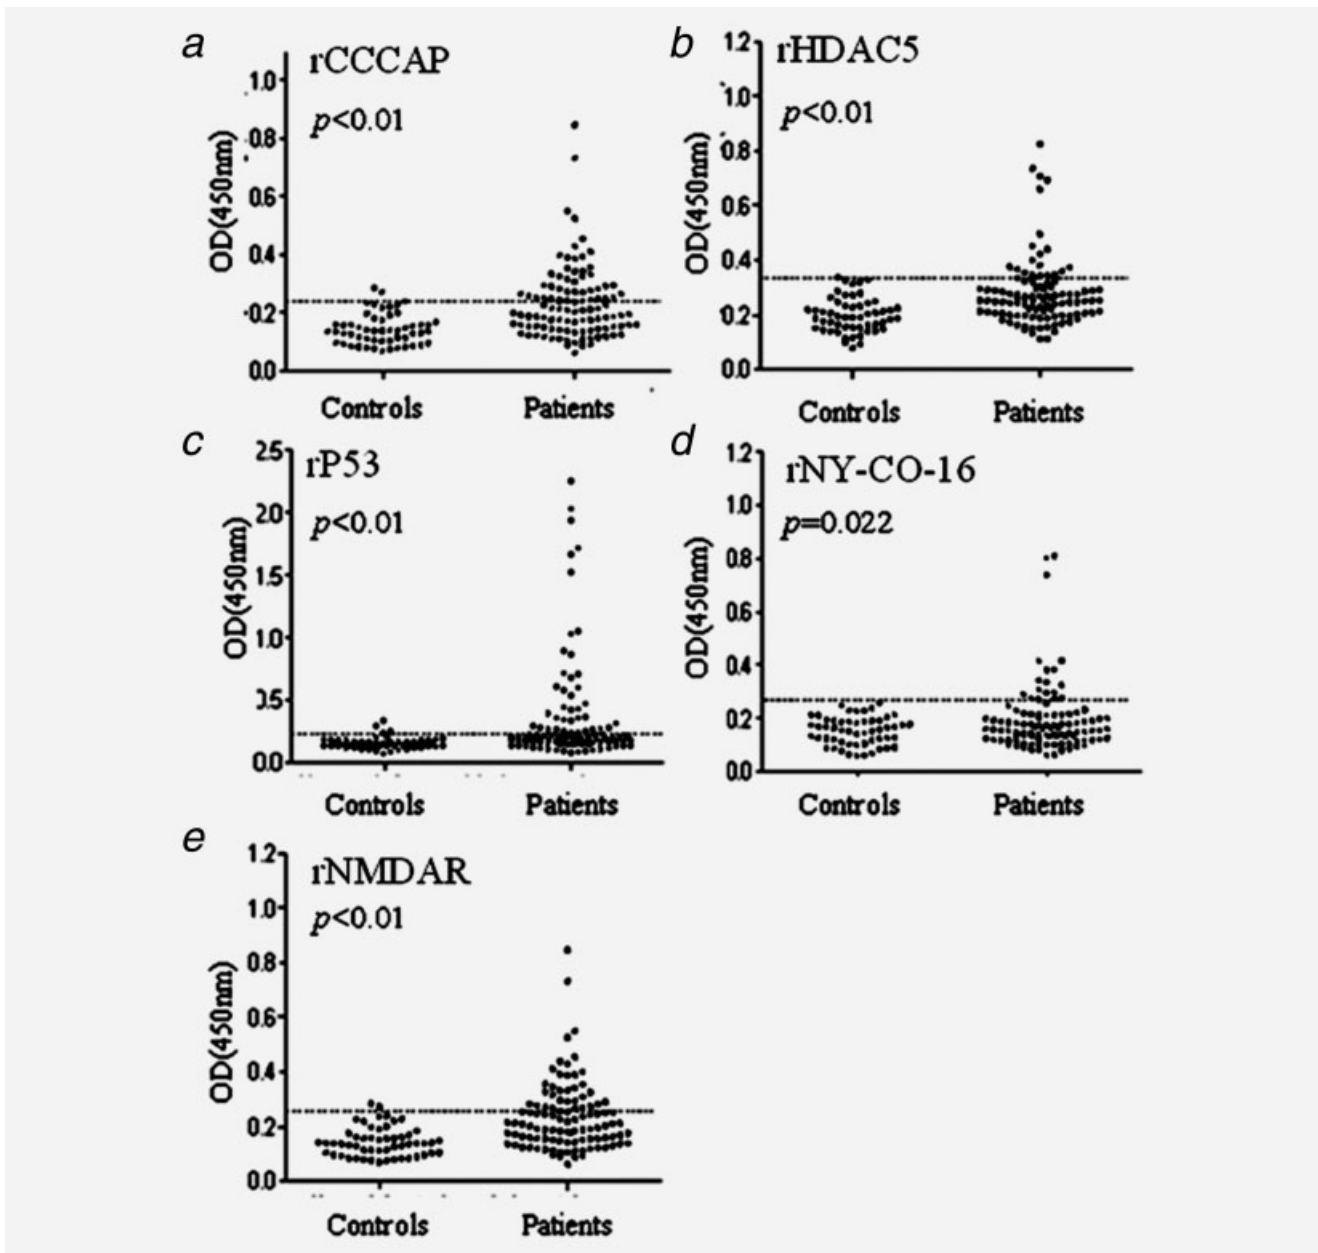 a
rCCCAP
p<0.01
OD(450nm)
1.0
0.8
0.6
0.4
0.2
0.0
Controls Patients
b
rHDAC5
p<0.01
OD(450nm)
1.2
1.0
0.8
0.6
0.4
0.2
0.0
Controls Patients
c
rP53
p<0.01
OD(450nm)
2.5
2.0
1.5
1.0
0.5
0.0
Controls Patients
d
rNY-CO-16
p=0.022
OD(450nm)
1.2
1.0
0.8
0.6
0.4
0.2
0.0
Controls Patients
e
rNMDAR
p<0.01
OD(450nm)
1.2
1.0
0.8
0.6
0.4
0.2
0.0
Controls Patients